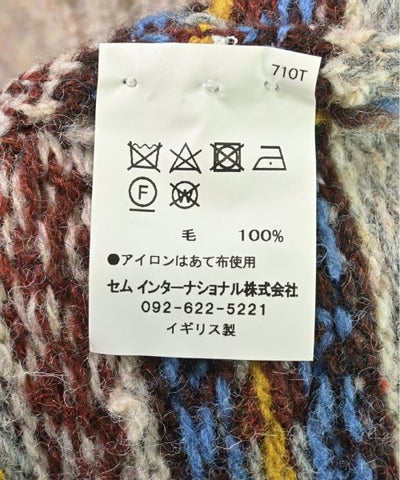 710T
F W
毛 100%
●アイロンはあて布使用
セム インターナショナル株式会社
092-622-5221
イギリス製